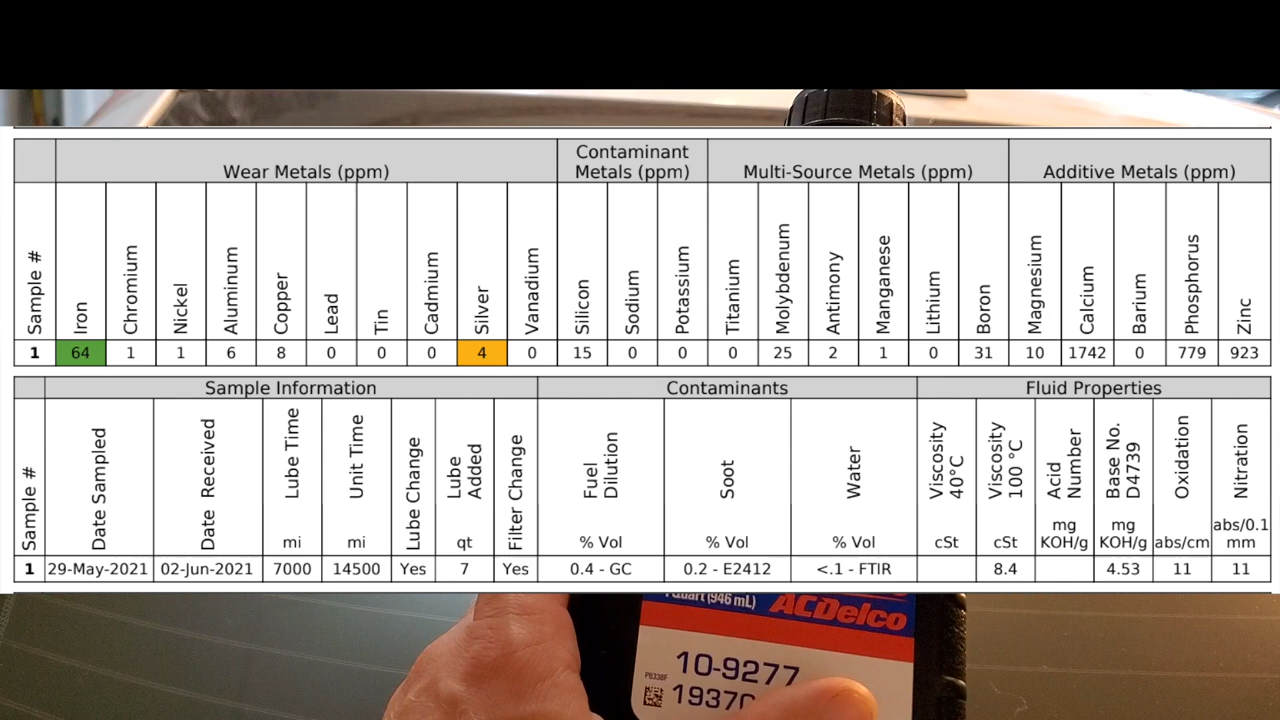 Wear Metals (ppm) Contaminant Metals (ppm) Multi-Source Metals (ppm) Additive Metals (ppm)
Sample # Iron Chromium Nickel Aluminum Copper Lead Tin Cadmium Silver Vanadium Silicon Sodium Potassium Titanium Molybdenum Antimony Manganese Lithium Boron Magnesium Calcium Barium Phosphorus Zinc
1 64 1 1 6 8 0 0 0 4 0 15 0 0 0 25 2 1 0 31 10 1742 0 779 923
Sample Information Contaminants Fluid Properties
Sample # Date Sampled Date Received Lube Time mi Unit Time mi Lube Change Lube Added qt Filter Change Fuel Dilution % Vol Soot % Vol Water % Vol Viscosity 40°C cSt Viscosity 100 °C cSt Acid Number mg KOH/g Base No. D4739 mg KOH/g Oxidation abs/cm Nitration abs/0.1 mm
1 29-May-2021 02-Jun-2021 7000 14500 Yes 7 Yes 0.4 - GC 0.2 - E2412 <.1 - FTIR 8.4 4.53 11 11
Quart (946 mL) ACDelco
10-9277